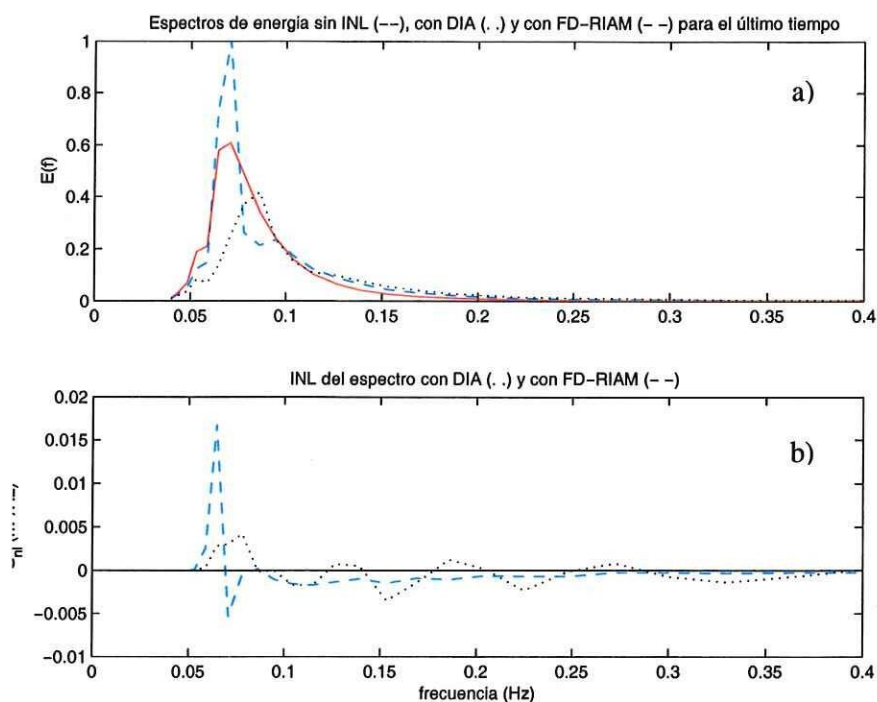 Espectros de energia sin INL (--), con DIA (. .) y con FD-RIAM (- -) para el último tiempo
a)
1
0.8
0.6
0.4
0.2
0
E(f)
0 0.05 0.1 0.15 0.2 0.25 0.3 0.35 0.4
INL del espectro con DIA (. .) y con FD-RIAM (- -)
b)
0.02
0.015
0.01
0.005
0
-0.005
-0.01
0 0.05 0.1 0.15 0.2 0.25 0.3 0.35 0.4
frecuencia (Hz)